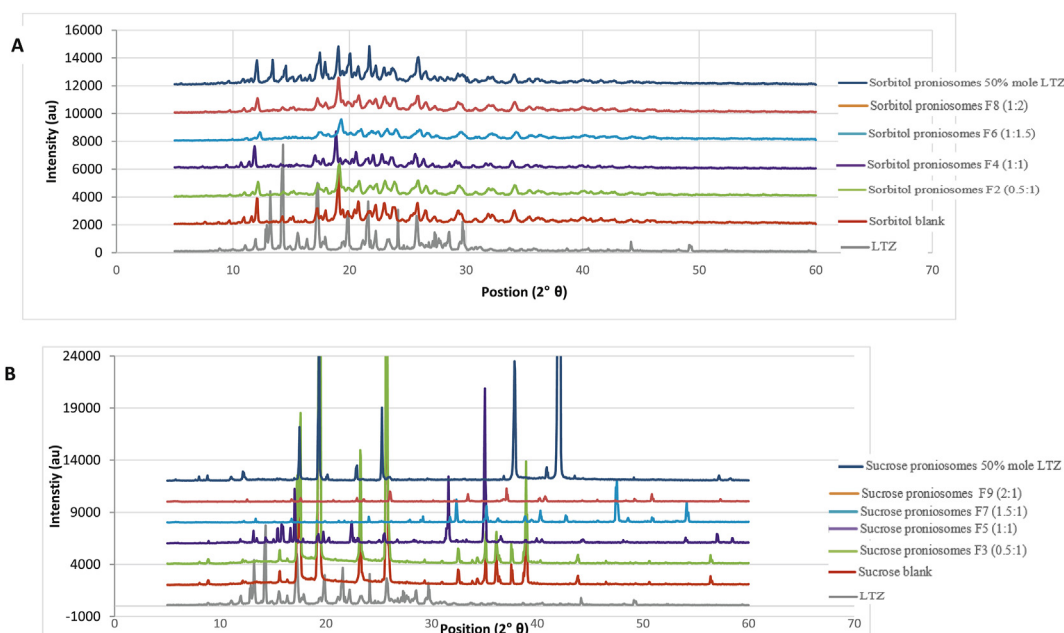 A
16000
14000
12000
10000
8000
6000
4000
2000
0
Intensity (au)
0 10 20 30 40 50 60 70
Postion (2° θ)
Sorbitol proniosomes 50% mole LTZ
Sorbitol proniosomes F8 (1:2)
Sorbitol proniosomes F6 (1:1.5)
Sorbitol proniosomes F4 (1:1)
Sorbitol proniosomes F2 (0.5:1)
Sorbitol blank
LTZ
B
24000
19000
14000
9000
4000
-1000
Intenstiy (au)
0 10 20 30 40 50 60 70
Position (2° θ)
Sucrose proniosomes 50% mole LTZ
Sucrose proniosomes F9 (2:1)
Sucrose proniosomes F7 (1.5:1)
Sucrose proniosomes F5 (1:1)
Sucrose proniosomes F3 (0.5:1)
Sucrose blank
LTZ